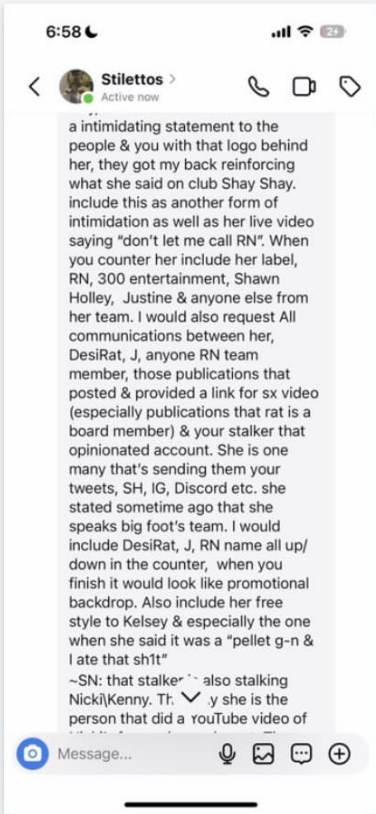 6:58
24
Stilettos
Active now
a intimidating statement to the
people & you with that logo behind
her, they got my back reinforcing
what she said on club Shay Shay.
include this as another form of
intimidation as well as her live video
saying “don’t let me call RN”. When
you counter her include her label,
RN, 300 entertainment, Shawn
Holley,  Justine & anyone else from
her team. I would also request All
communications between her,
DesiRat, J, anyone RN team
member, those publications that
posted & provided a link for sx video
(especially publications that rat is a
board member) & your stalker that
opinionated account. She is one
many that’s sending them your
tweets, SH, IG, Discord etc. she
stated sometime ago that she
speaks big foot’s team. I would
include DesiRat, J, RN name all up/
down in the counter,  when you
finish it would look like promotional
backdrop. Also include her free
style to Kelsey & especially the one
when she said it was a “pellet g-n &
I ate that sh1t”
~SN: that stalker also stalking
Nicki\Kenny. y she is the
person that did a YouTube video of
Message...